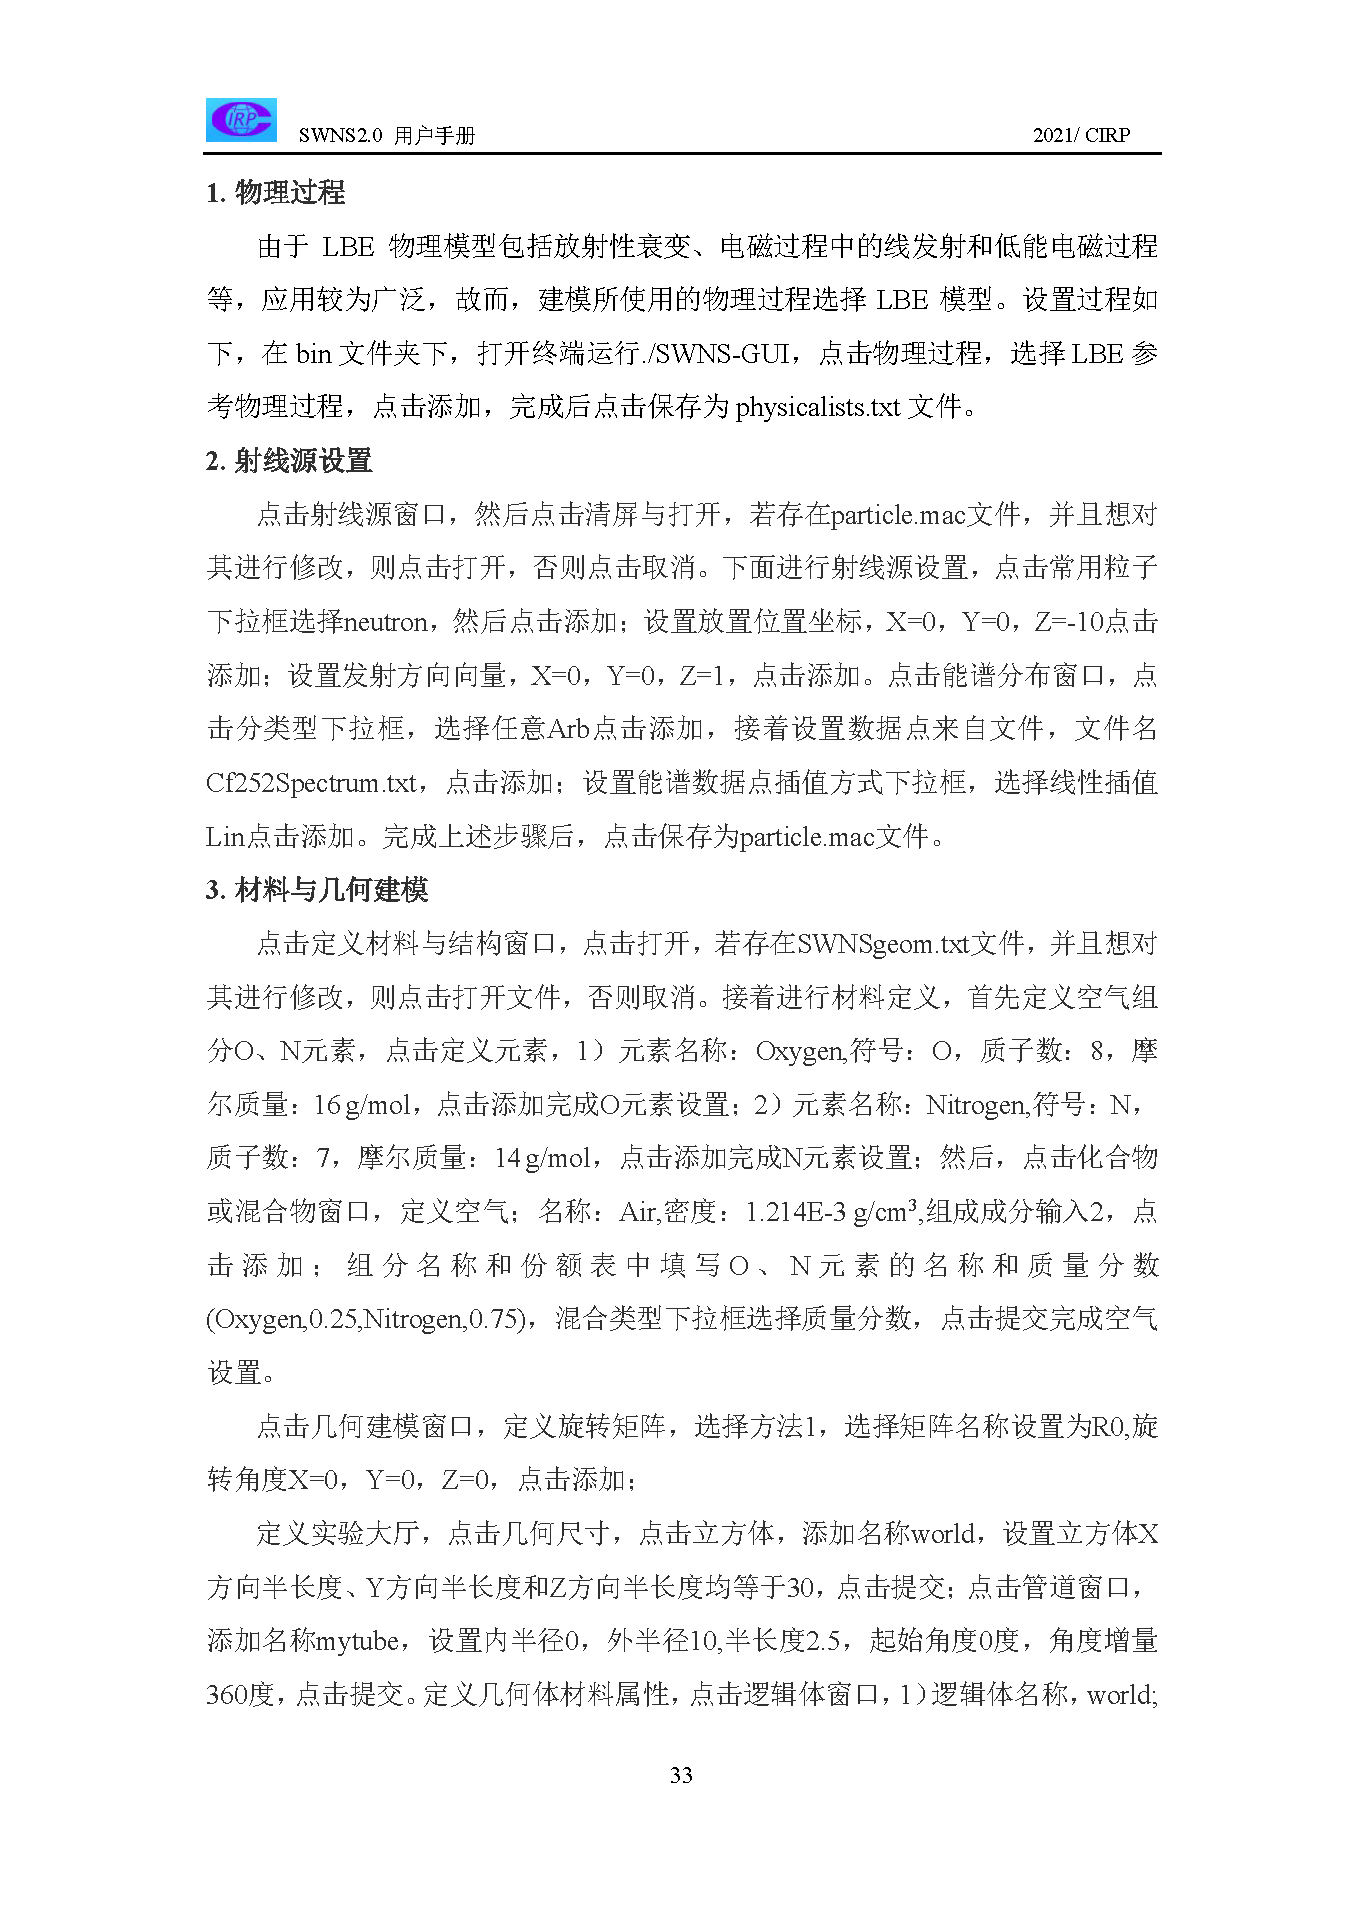 IRP
SWNS2.0 用户手册 2021/ CIRP
1. 物理过程
由于 LBE 物理模型包括放射性衰变、电磁过程中的线发射和低能电磁过程
等，应用较为广泛，故而，建模所使用的物理过程选择 LBE 模型。设置过程如
下，在 bin 文件夹下，打开终端运行./SWNS-GUI，点击物理过程，选择 LBE 参
考物理过程，点击添加，完成后点击保存为 physicalists.txt 文件。
2. 射线源设置
点击射线源窗口，然后点击清屏与打开，若存在particle.mac文件，并且想对
其进行修改，则点击打开，否则点击取消。下面进行射线源设置，点击常用粒子
下拉框选择neutron，然后点击添加；设置放置位置坐标，X=0，Y=0，Z=-10点击
添加；设置发射方向向量，X=0，Y=0，Z=1，点击添加。点击能谱分布窗口，点
击分类型下拉框，选择任意Arb点击添加，接着设置数据点来自文件，文件名
Cf252Spectrum.txt，点击添加；设置能谱数据点插值方式下拉框，选择线性插值
Lin点击添加。完成上述步骤后，点击保存为particle.mac文件。
3. 材料与几何建模
点击定义材料与结构窗口，点击打开，若存在SWNSgeom.txt文件，并且想对
其进行修改，则点击打开文件，否则取消。接着进行材料定义，首先定义空气组
分O、N元素，点击定义元素，1）元素名称：Oxygen,符号：O，质子数：8，摩
尔质量：16 g/mol，点击添加完成O元素设置；2）元素名称：Nitrogen,符号：N，
质子数：7，摩尔质量：14 g/mol，点击添加完成N元素设置；然后，点击化合物
或混合物窗口，定义空气；名称：Air,密度：1.214E-3 g/cm³,组成成分输入2，点
击添加；组分名称和份额表中填写O、N元素的名称和质量分数
(Oxygen,0.25,Nitrogen,0.75)，混合类型下拉框选择质量分数，点击提交完成空气
设置。
点击几何建模窗口，定义旋转矩阵，选择方法1，选择矩阵名称设置为R0,旋
转角度X=0，Y=0，Z=0，点击添加；
定义实验大厅，点击几何尺寸，点击立方体，添加名称world，设置立方体X
方向半长度、Y方向半长度和Z方向半长度均等于30，点击提交；点击管道窗口，
添加名称mytube，设置内半径0，外半径10,半长度2.5，起始角度0度，角度增量
360度，点击提交。定义几何体材料属性，点击逻辑体窗口，1）逻辑体名称，world;
33